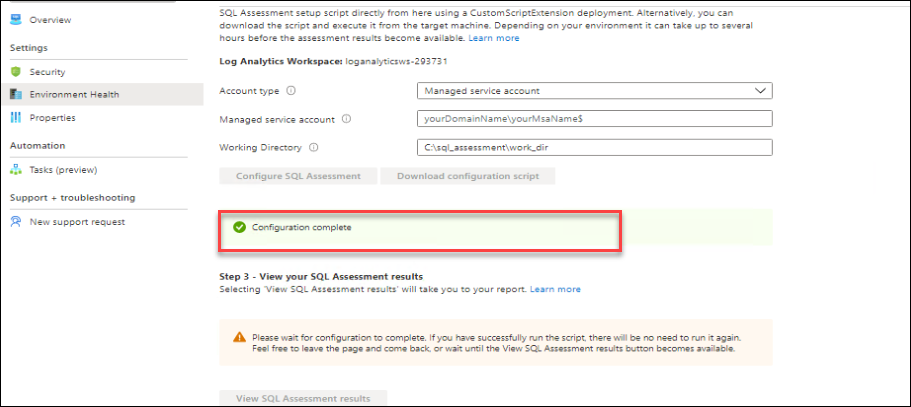 Overview
Settings
Security
Environment Health
Properties
Automation
Tasks (preview)
Support + troubleshooting
New support request
SQL Assessment setup script directly from here using a CustomScriptExtension deployment. Alternatively, you can
download the script and execute it from the target machine. Depending on your environment it can take up to several
hours before the assessment results become available. Learn more
Log Analytics Workspace: loganalyticsws-293731
Account type
Managed service account
Managed service account
yourDomainName\yourMsaName$
Working Directory
C:\sql_assessment\work_dir
Configure SQL Assessment
Download configuration script
Configuration complete
Step 3 - View your SQL Assessment results
Selecting 'View SQL Assessment results' will take you to your report. Learn more
Please wait for configuration to complete. If you have successfully run the script, there will be no need to run it again.
Feel free to leave the page and come back, or wait until the View SQL Assessment results button becomes available.
View SQL Assessment results